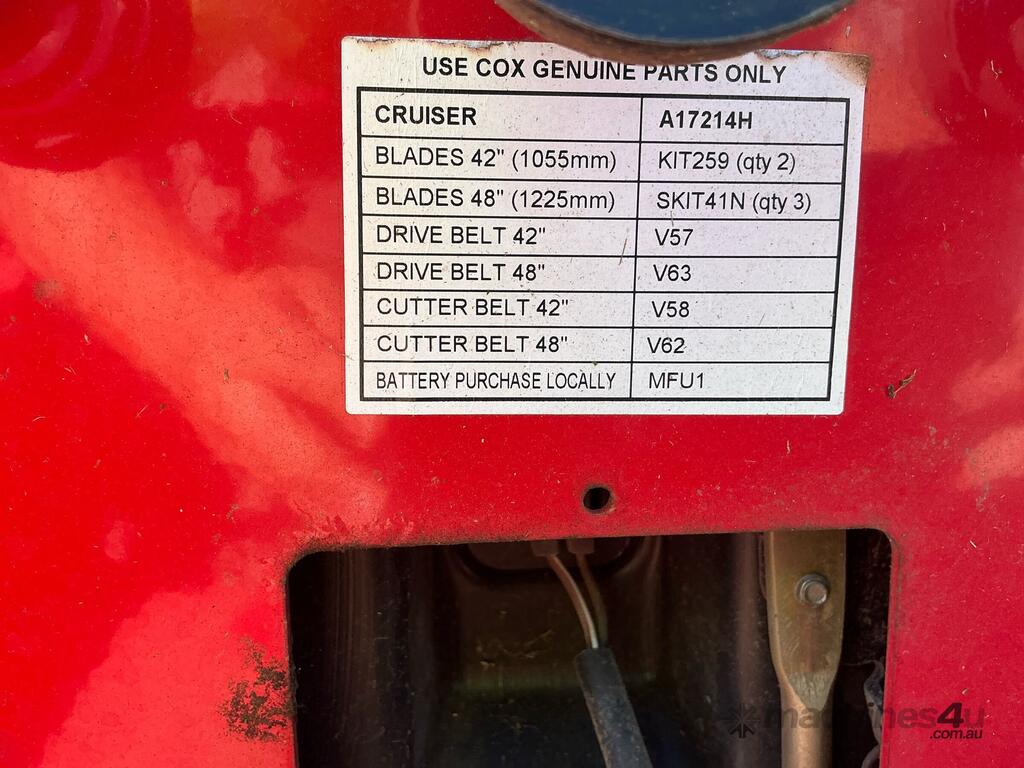 USE COX GENUINE PARTS ONLY
CRUISER A17214H
BLADES 42" (1055mm) KIT259 (qty 2)
BLADES 48" (1225mm) SKIT41N (qty 3)
DRIVE BELT 42" V57
DRIVE BELT 48" V63
CUTTER BELT 42" V58
CUTTER BELT 48" V62
BATTERY PURCHASE LOCALLY MFU1
machines4u
.com.au